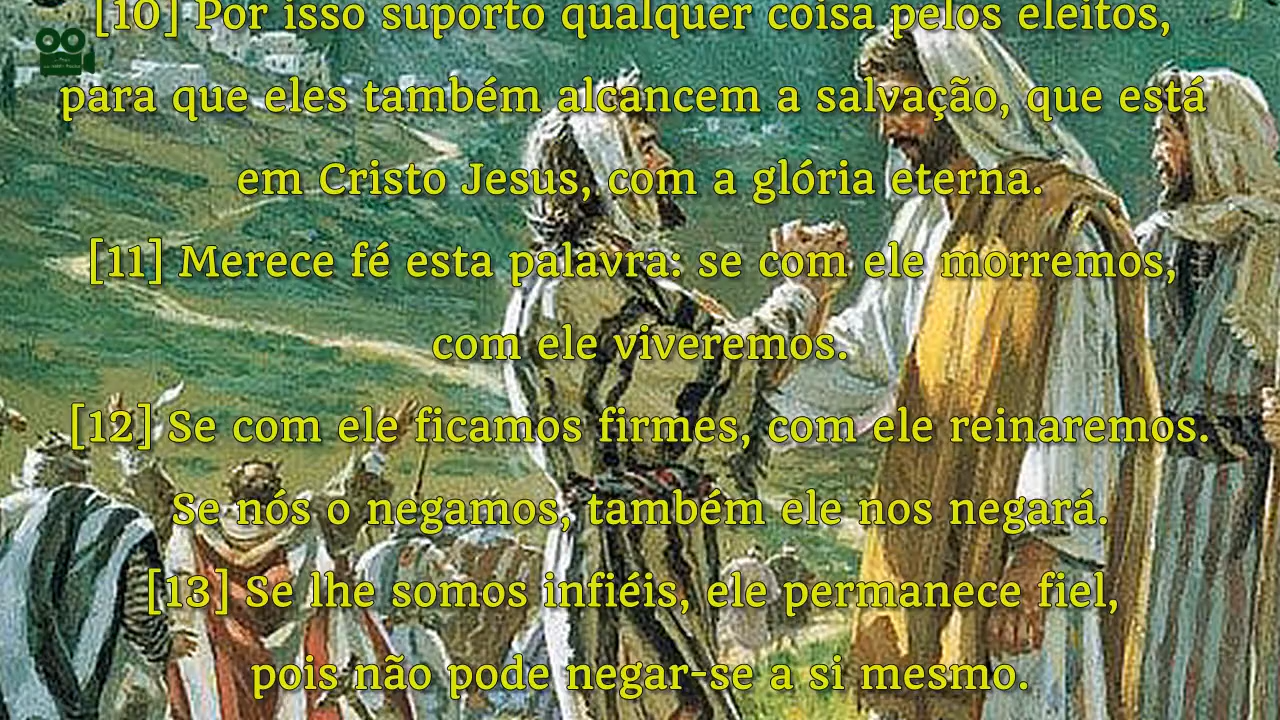 [10] Por isso suporto qualquer coisa pelos eleitos,
para que eles também alcancem a salvação, que está
em Cristo Jesus, com a glória eterna.
[11] Merece fé esta palavra: se com ele morremos,
com ele viveremos.
[12] Se com ele ficamos firmes, com ele reinaremos.
Se nós o negamos, também ele nos negará.
[13] Se lhe somos infiéis, ele permanece fiel,
pois não pode negar-se a si mesmo.